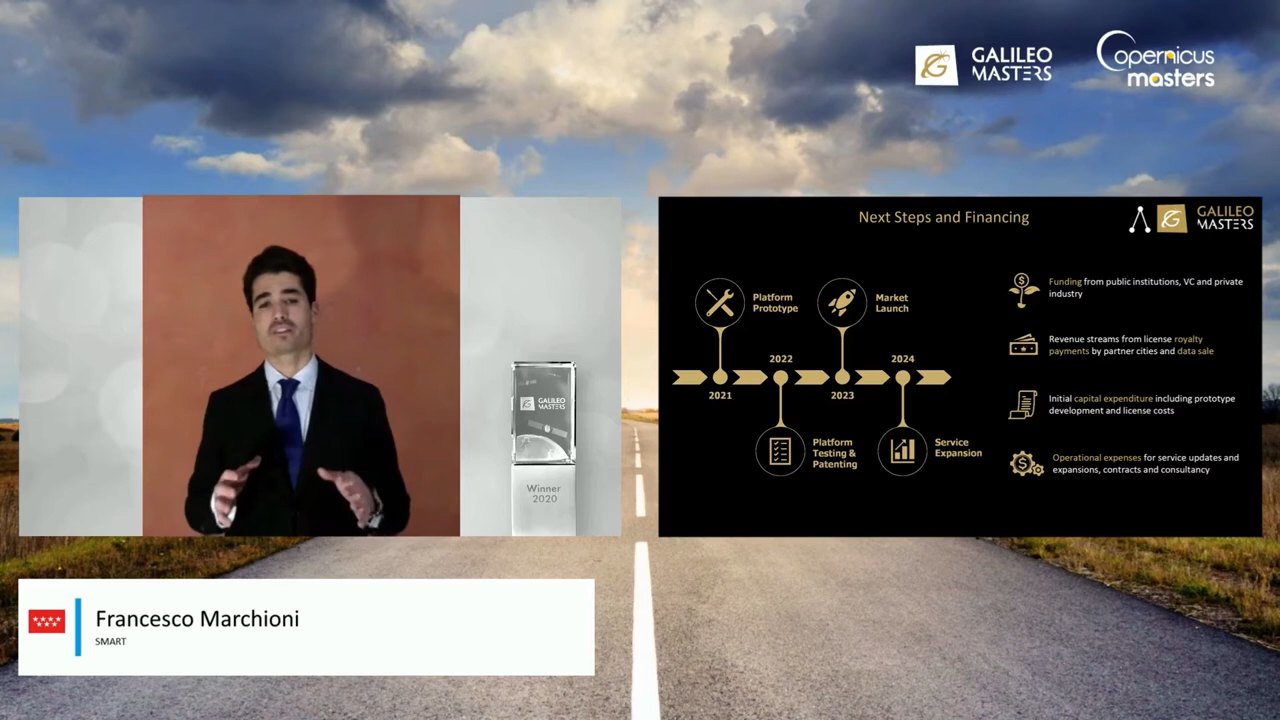 GALILEO
MASTERS
Copernicus
masters
GALILEO
MASTERS
Winner
2020
Next Steps and Financing
GALILEO
MASTERS
Platform
Prototype
Market
Launch
2022
2024
2021
2023
Platform
Testing &
Patenting
Service
Expansion
Funding from public institutions, VC and private
industry
Revenue streams from license royalty
payments by partner cities and data sale
Initial capital expenditure including prototype
development and license costs
Operational expenses for service updates and
expansions, contracts and consultancy
Francesco Marchioni
SMART